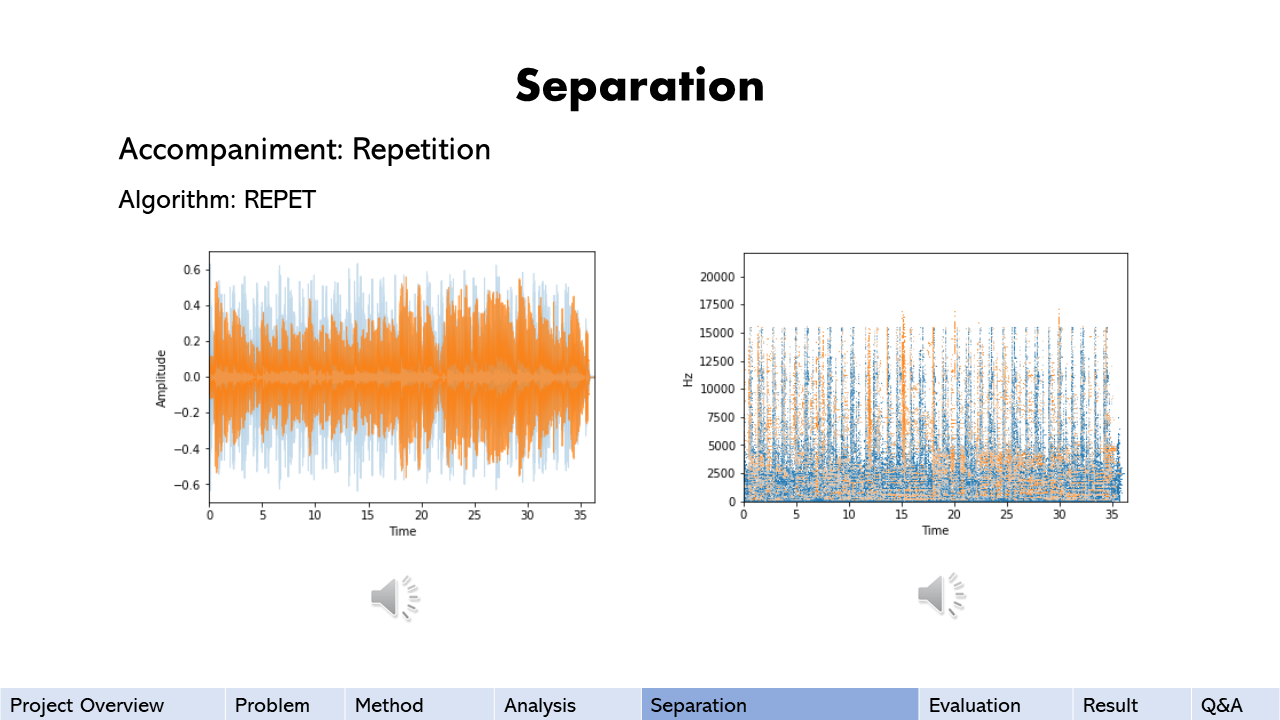 Separation
Accompaniment: Repetition
Algorithm: REPET
0.6
0.4
0.2
0.0
−0.2
−0.4
−0.6
Amplitude
0 5 10 15 20 25 30 35
Time
20000
17500
15000
12500
10000
7500
5000
2500
0
Hz
0 5 10 15 20 25 30 35
Time
Project Overview Problem Method Analysis Separation Evaluation Result Q&A